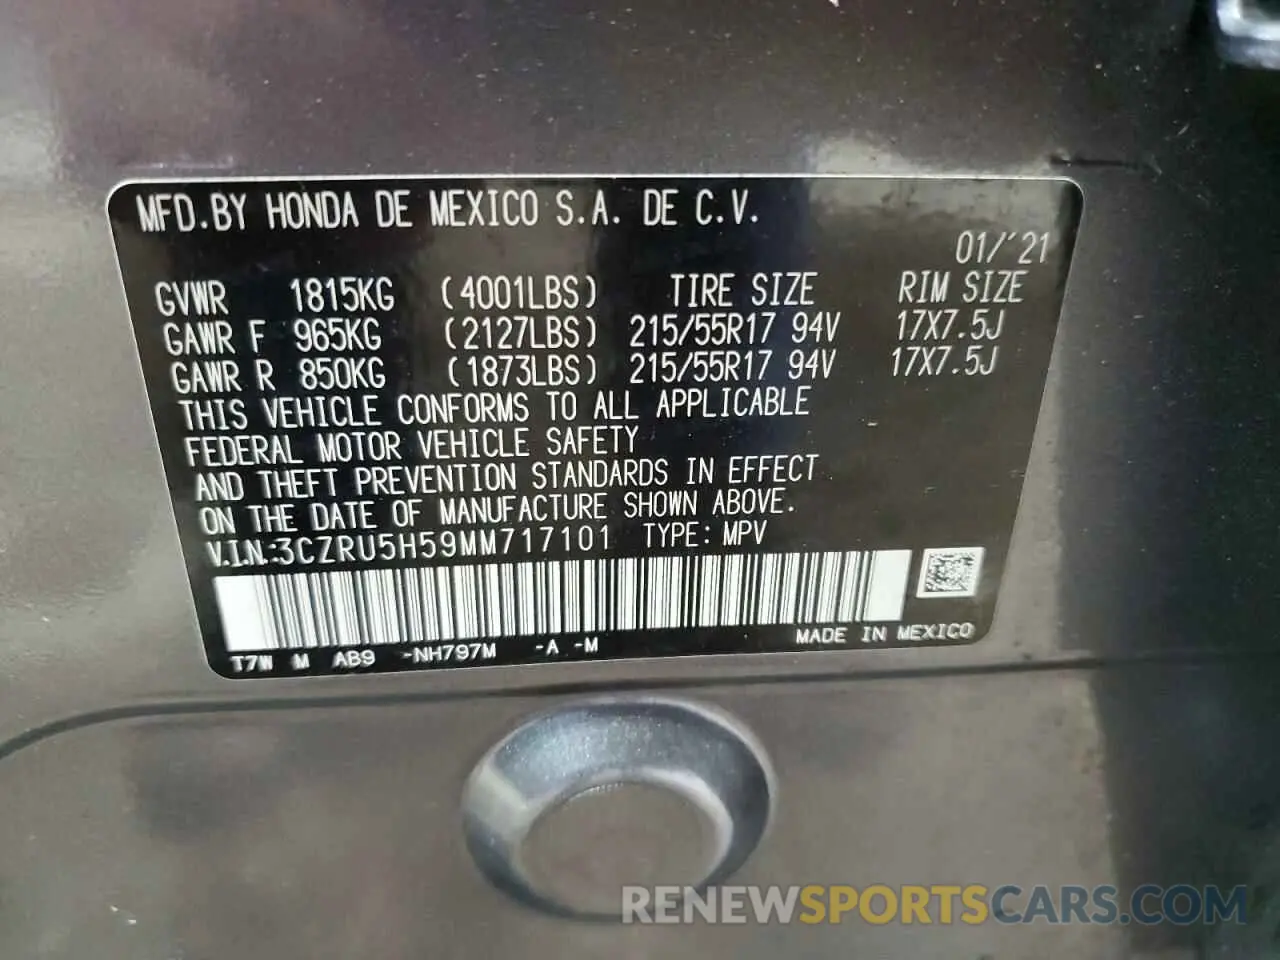 MFD.BY HONDA DE MEXICO S.A. DE C.V.
01/'21
GVWR 1815KG (4001LBS) TIRE SIZE RIM SIZE
GAWR F 965KG (2127LBS) 215/55R17 94V 17X7.5J
GAWR R 850KG (1873LBS) 215/55R17 94V 17X7.5J
THIS VEHICLE CONFORMS TO ALL APPLICABLE
FEDERAL MOTOR VEHICLE SAFETY
AND THEFT PREVENTION STANDARDS IN EFFECT
ON THE DATE OF MANUFACTURE SHOWN ABOVE.
V.I.N.:3CZRU5H59MM717101 TYPE: MPV
T7W M AB9 -NH797M -A -M MADE IN MEXICO
RENEWSPORTSCARS.COM